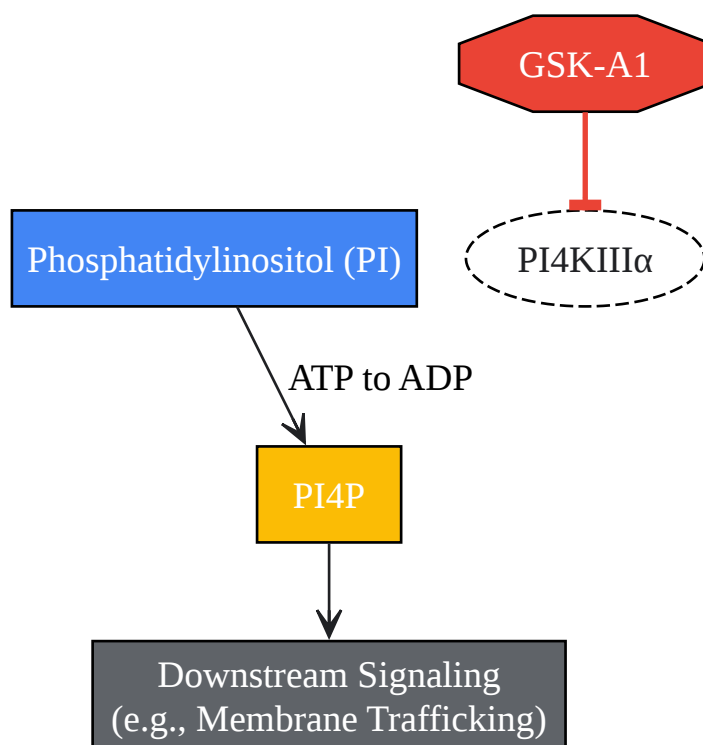 GSK-A1
Phosphatidylinositol (PI)
PI4KIIIα
ATP to ADP
PI4P
Downstream Signaling
(e.g., Membrane Trafficking)